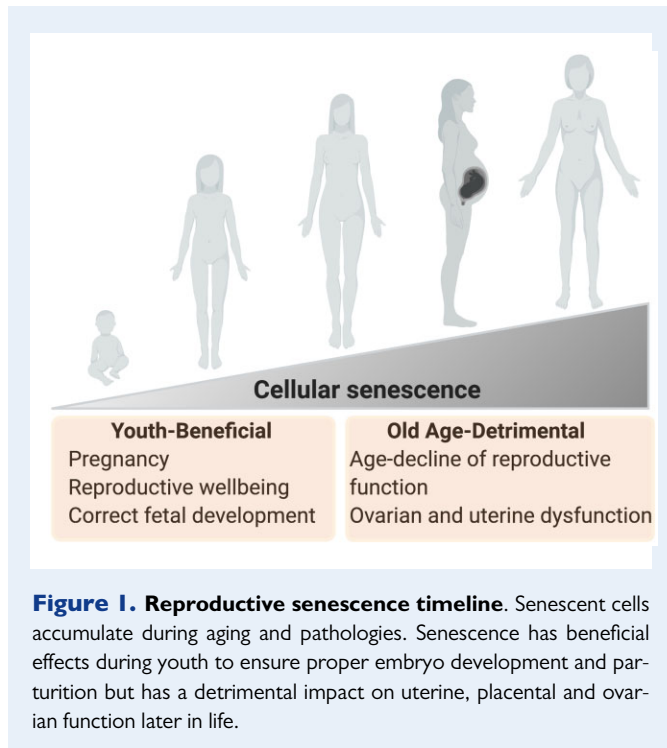 Cellular senescence
Youth-Beneficial
Pregnancy
Reproductive wellbeing
Correct fetal development
Old Age-Detrimental
Age-decline of reproductive
function
Ovarian and uterine dysfunction
Figure 1. Reproductive senescence timeline. Senescent cells
accumulate during aging and pathologies. Senescence has beneficial
effects during youth to ensure proper embryo development and par-
turition but has a detrimental impact on uterine, placental and ovar-
ian function later in life.